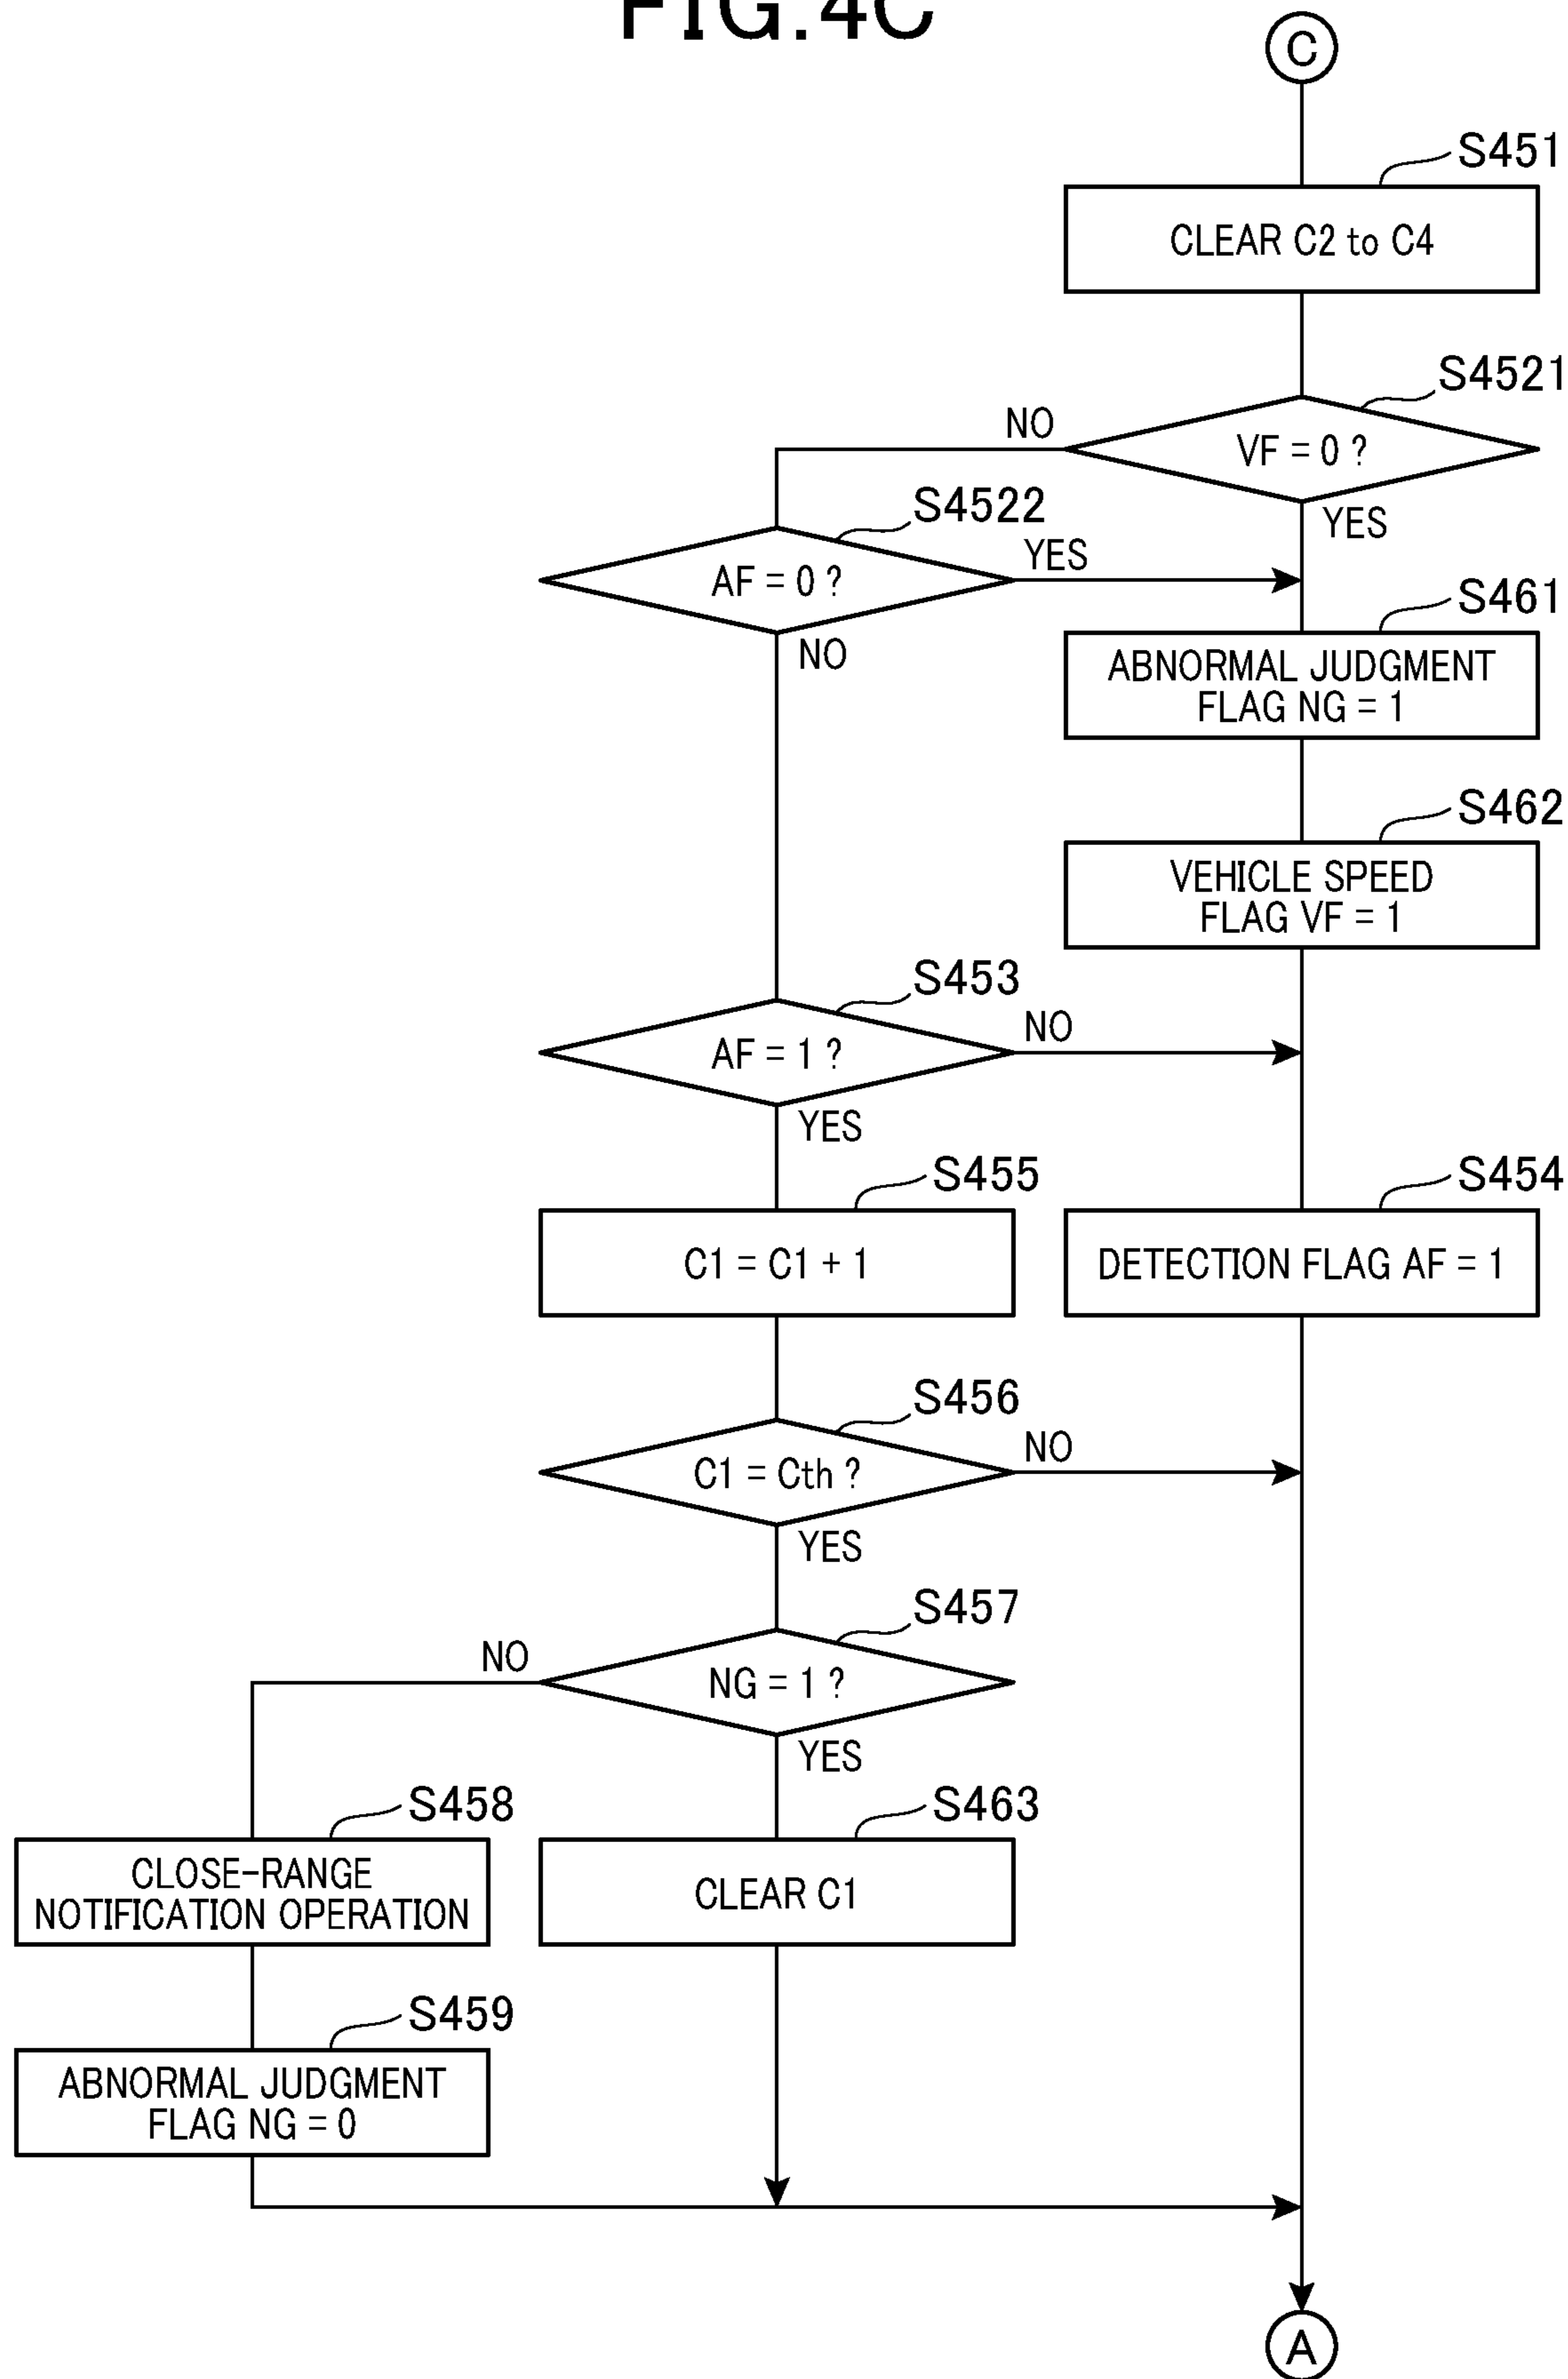 FIG.4C
C
S451
CLEAR C2 to C4
S4521
VF = 0 ?
NO
YES
S4522
AF = 0 ?
YES
NO
S461
ABNORMAL JUDGMENT
FLAG NG = 1
S462
VEHICLE SPEED
FLAG VF = 1
S453
AF = 1 ?
NO
YES
S455
C1 = C1 + 1
S454
DETECTION FLAG AF = 1
S456
C1 = Cth ?
NO
YES
S457
NG = 1 ?
NO
YES
S458
CLOSE-RANGE
NOTIFICATION OPERATION
S463
CLEAR C1
S459
ABNORMAL JUDGMENT
FLAG NG = 0
A